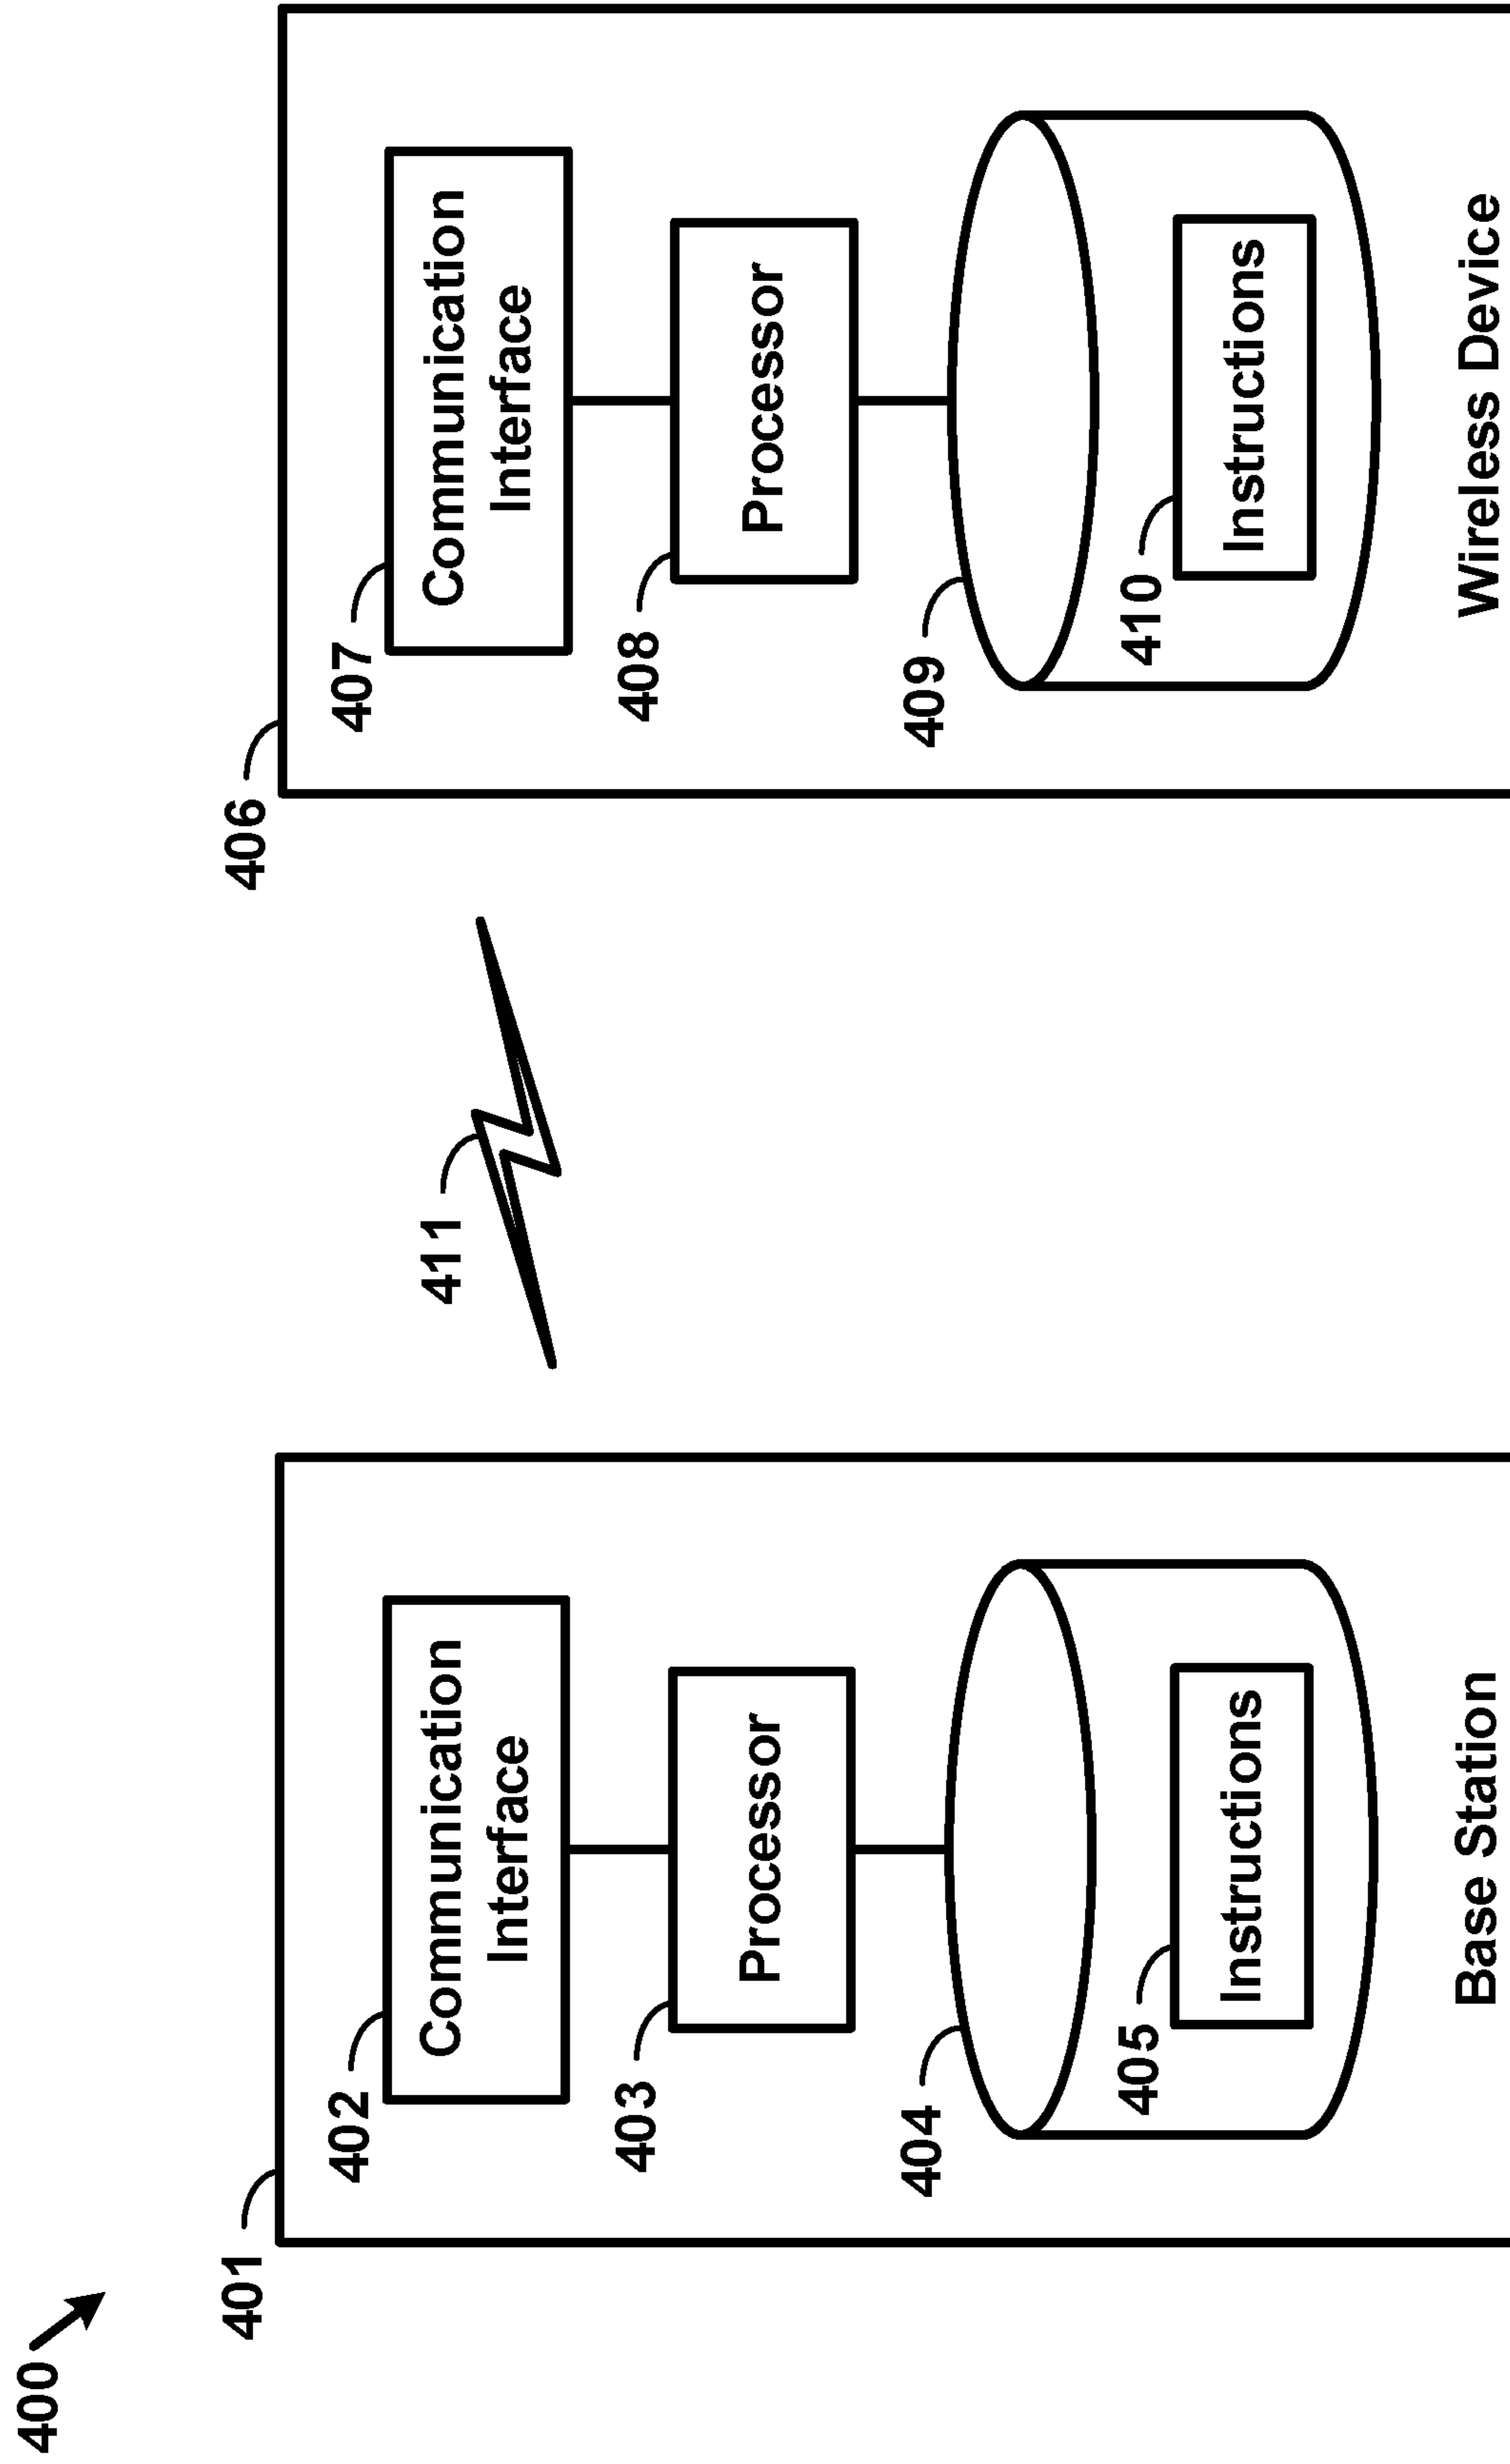 400
401
402
Communication
Interface
403
Processor
404
405
Instructions
Base Station
411
406
407
Communication
Interface
408
Processor
409
410
Instructions
Wireless Device